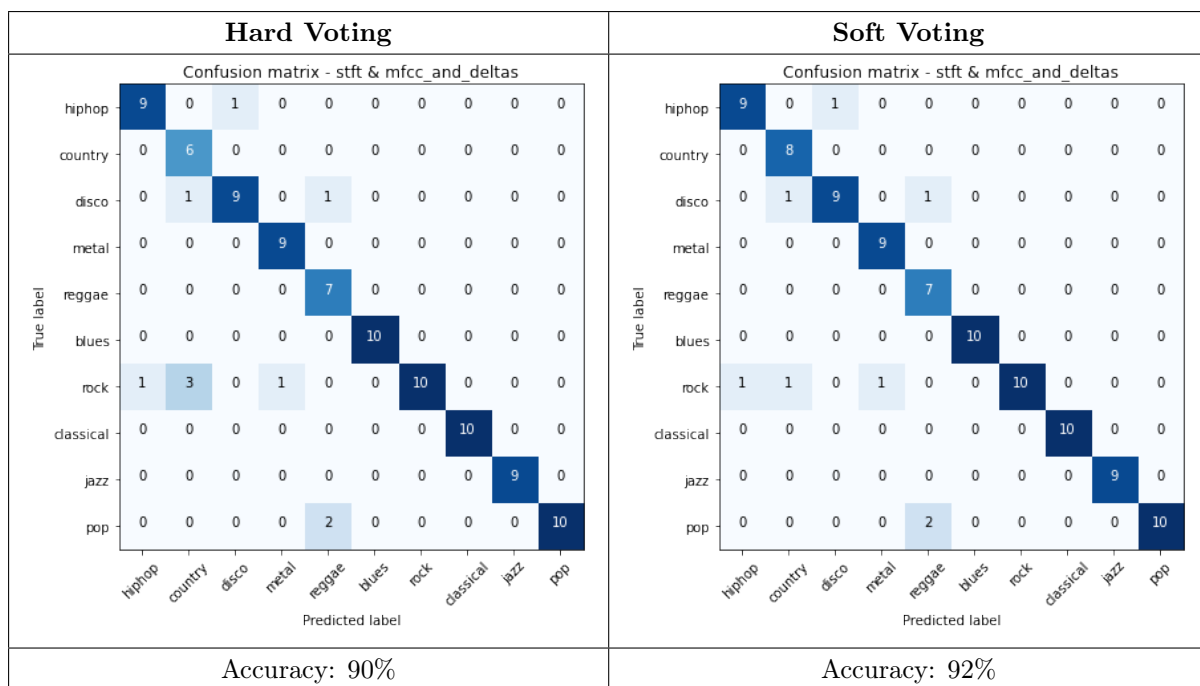 Hard Voting
Soft Voting
Confusion matrix - stft & mfcc_and_deltas
True label
hiphop 9 0 1 0 0 0 0 0 0 0
country 0 6 0 0 0 0 0 0 0 0
disco 0 1 9 0 1 0 0 0 0 0
metal 0 0 0 9 0 0 0 0 0 0
reggae 0 0 0 0 7 0 0 0 0 0
blues 0 0 0 0 0 10 0 0 0 0
rock 1 3 0 1 0 0 10 0 0 0
classical 0 0 0 0 0 0 0 10 0 0
jazz 0 0 0 0 0 0 0 0 9 0
pop 0 0 0 0 2 0 0 0 0 10
hiphop country disco metal reggae blues rock classical jazz pop
Predicted label
Confusion matrix - stft & mfcc_and_deltas
True label
hiphop 9 0 1 0 0 0 0 0 0 0
country 0 8 0 0 0 0 0 0 0 0
disco 0 1 9 0 1 0 0 0 0 0
metal 0 0 0 9 0 0 0 0 0 0
reggae 0 0 0 0 7 0 0 0 0 0
blues 0 0 0 0 0 10 0 0 0 0
rock 1 1 0 1 0 0 10 0 0 0
classical 0 0 0 0 0 0 0 10 0 0
jazz 0 0 0 0 0 0 0 0 9 0
pop 0 0 0 0 2 0 0 0 0 10
hiphop country disco metal reggae blues rock classical jazz pop
Predicted label
Accuracy: 90%
Accuracy: 92%